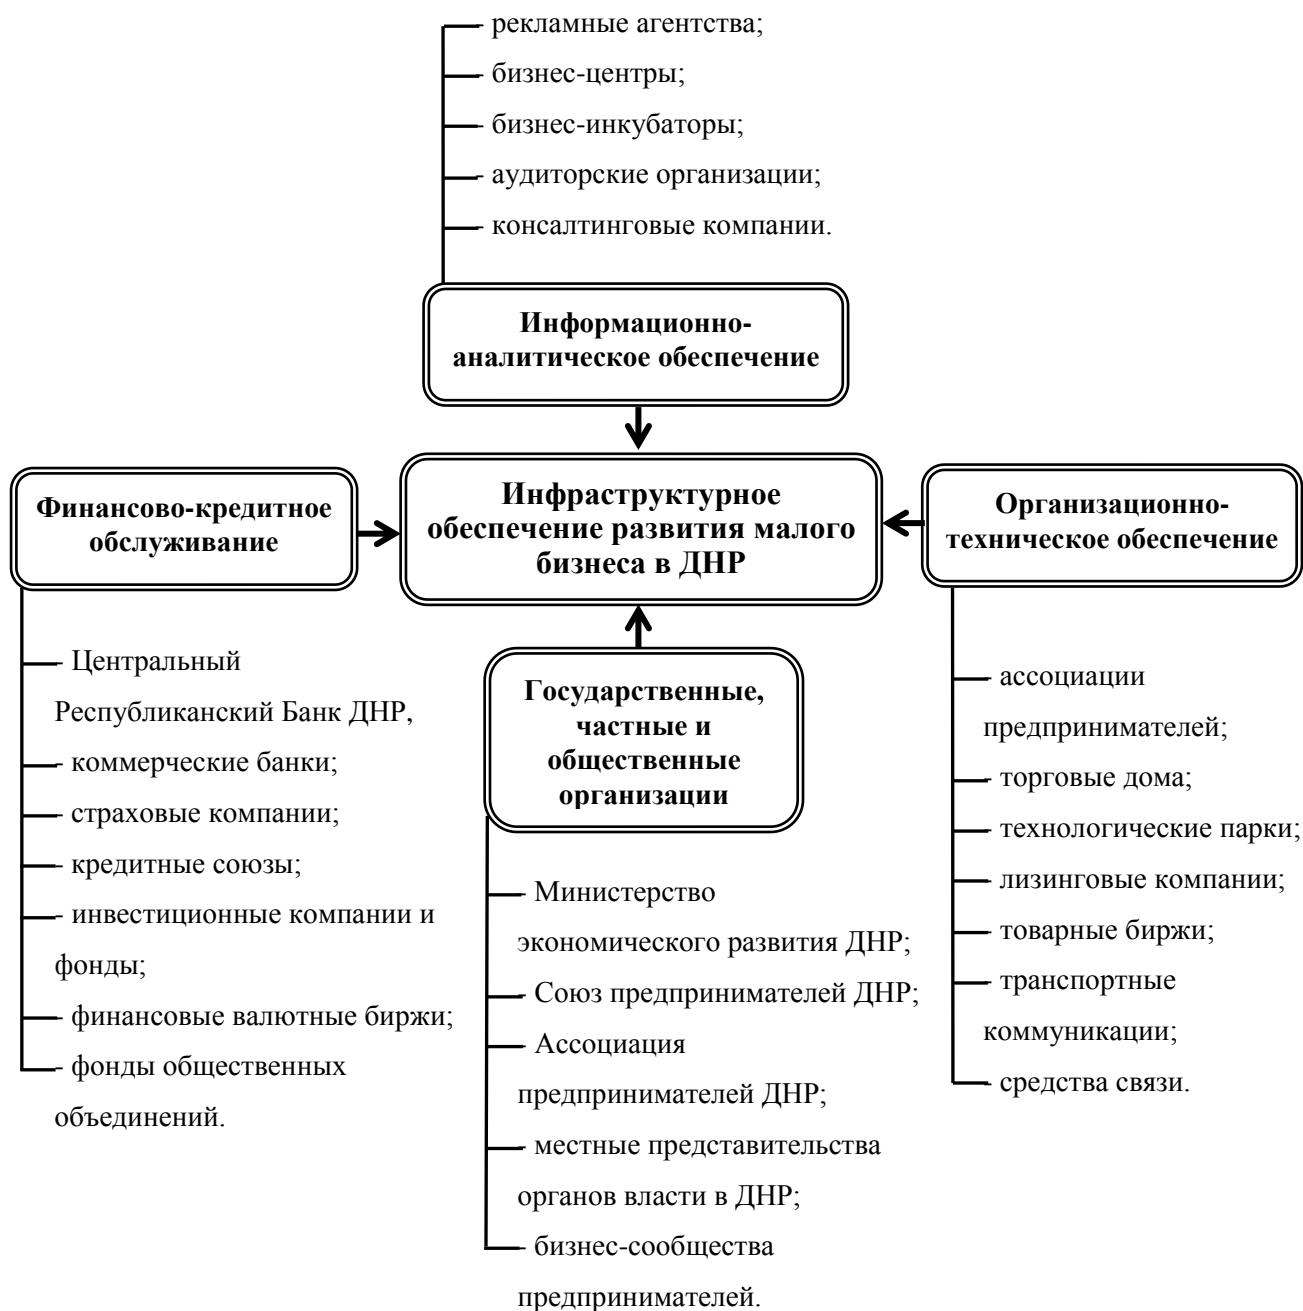 - рекламные агентства;
- бизнес-центры;
- бизнес-инкубаторы;
- аудиторские организации;
- консалтинговые компании.
Информационно-
аналитическое обеспечение
Финансово-кредитное
обслуживание
Инфраструктурное
обеспечение развития малого
бизнеса в ДНР
Организационно-
техническое обеспечение
- Центральный
Республиканский Банк ДНР,
- коммерческие банки;
- страховые компании;
- кредитные союзы;
- инвестиционные компании и
фонды;
- финансовые валютные биржи;
- фонды общественных
объединений.
Государственные,
частные и
общественные
организации
- Министерство
экономического развития ДНР;
- Союз предпринимателей ДНР;
- Ассоциация
предпринимателей ДНР;
- местные представительства
органов власти в ДНР;
- бизнес-сообщества
предпринимателей.
- ассоциации
предпринимателей;
- торговые дома;
- технологические парки;
- лизинговые компании;
- товарные биржи;
- транспортные
коммуникации;
- средства связи.